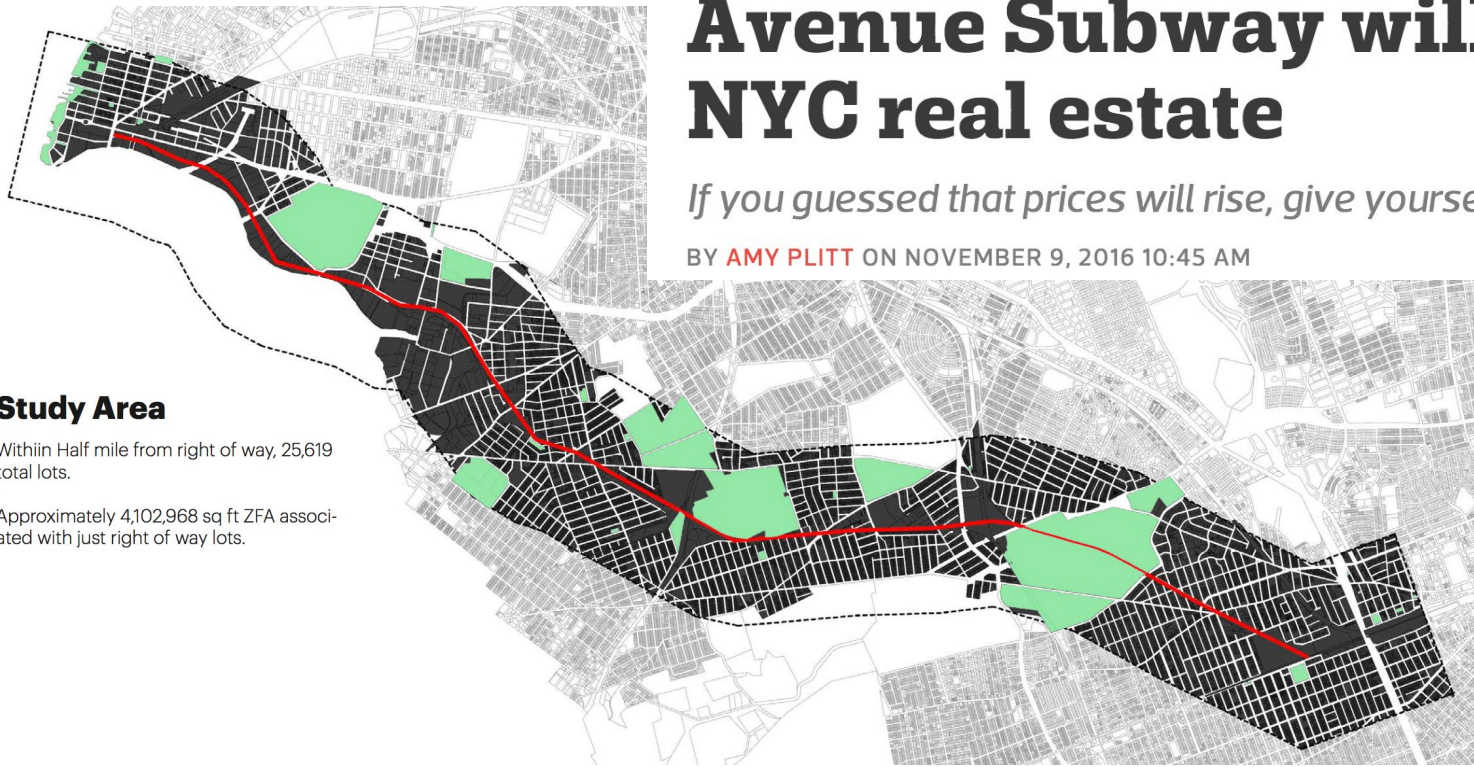 Avenue Subway will
NYC real estate
If you guessed that prices will rise, give yourse
BY AMY PLITT ON NOVEMBER 9, 2016 10:45 AM
Study Area
Withiin Half mile from right of way, 25,619
total lots.
Approximately 4,102,968 sq ft ZFA associ-
ated with just right of way lots.